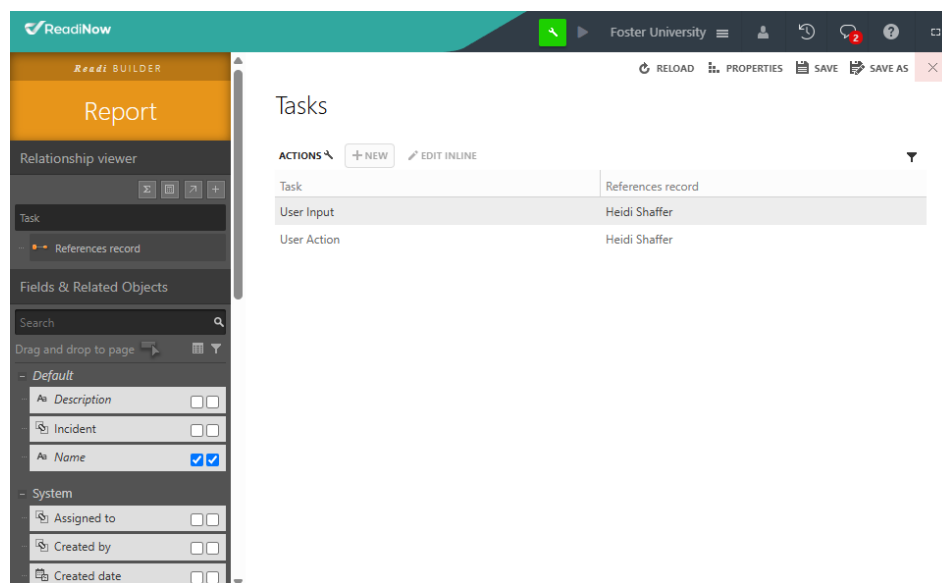 ReadiNow
Foster University
2
Readi BUILDER
RELOAD PROPERTIES SAVE SAVE AS
Report
Tasks
Relationship viewer
ACTIONS NEW EDIT INLINE
Task References record
Task
User Input Heidi Shaffer
References record
User Action Heidi Shaffer
Fields & Related Objects
Search
Drag and drop to page
Default
Description
Incident
Name
System
Assigned to
Created by
Created date